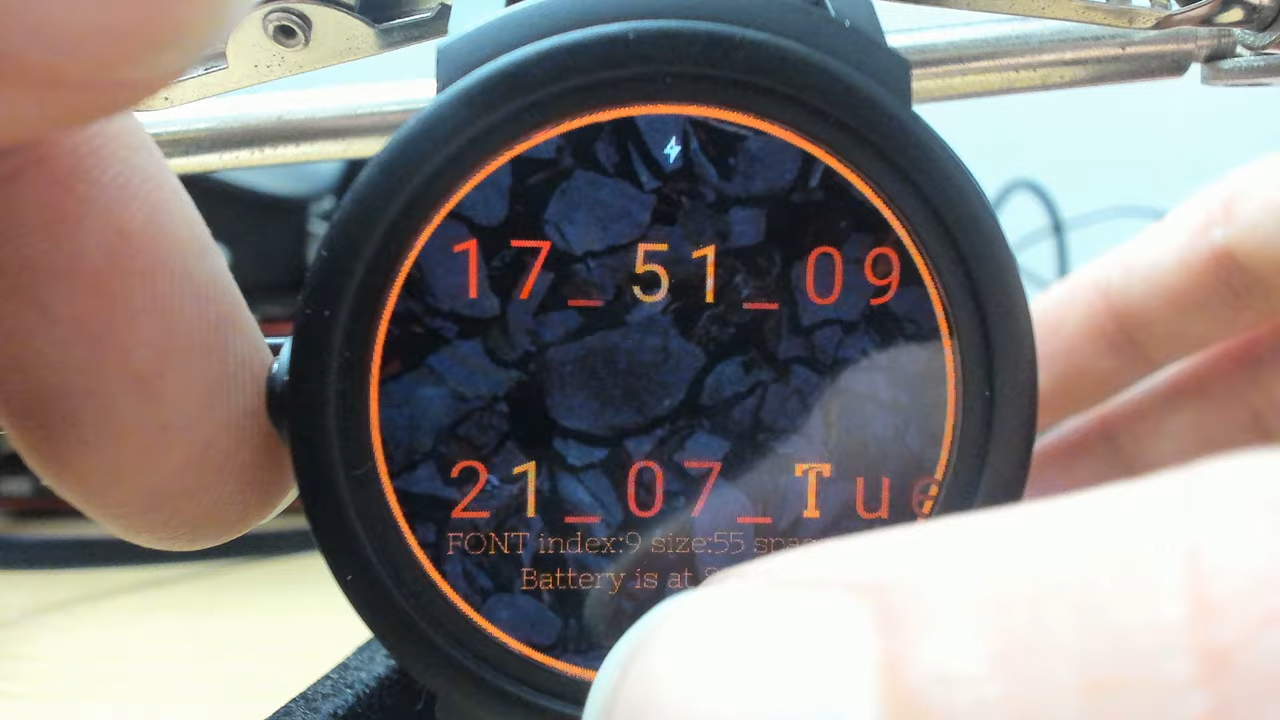 17_51_09
21_07_Tue
FONT index:9 size:55
Battery is at